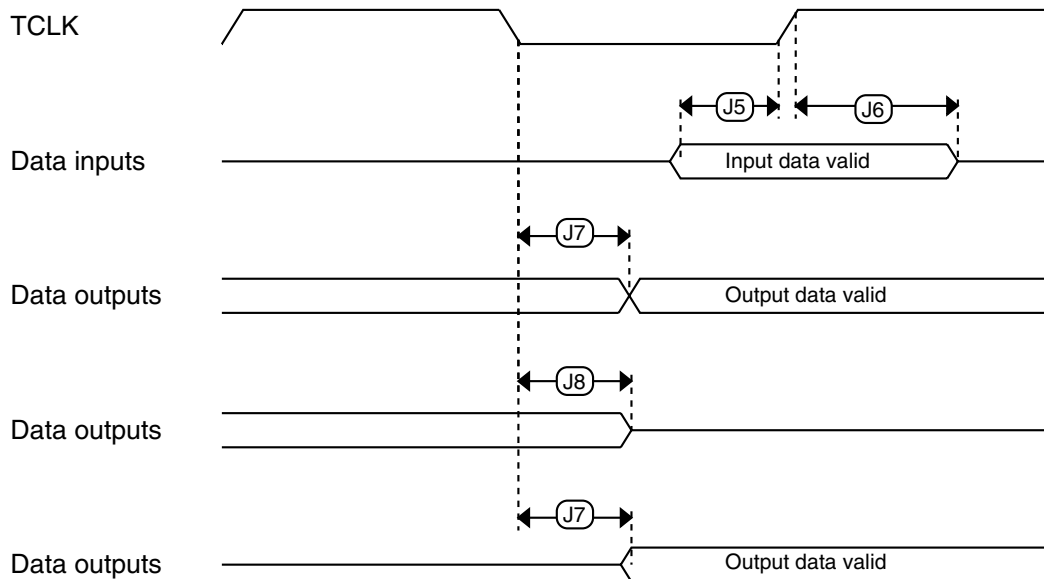 TCLK
J5
J6
Data inputs
Input data valid
J7
Data outputs
Output data valid
J8
Data outputs
J7
Data outputs
Output data valid